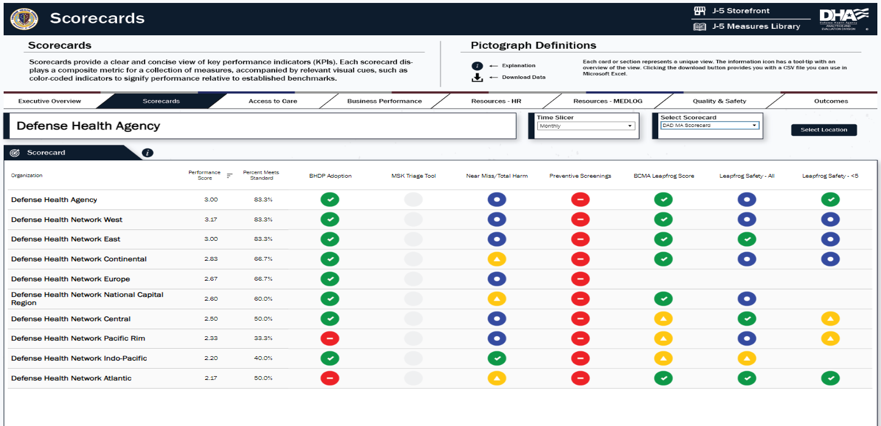 Scorecards
J-5 Storefront
J-5 Measures Library
DHA
Scorecards
Scorecards provide a clear and concise view of key performance indicators (KPIs). Each scorecard dis-
plays a composite metric for a collection of measures, accompanied by relevant visual cues, such as
color-coded indicators to signify performance relative to established benchmarks.
Pictograph Definitions
Explanation
Download Data
Each card or section represents a unique view. The information icon has a tool-tip with an
overview of the view. Clicking the download button provides you with a CSV file you can use in
Microsoft Excel.
Executive Overview Scorecards Access to Care Business Performance Resources - HR Resources - MEDLOG Quality & Safety Outcomes
Defense Health Agency
Time Slicer
Monthly
Select Scorecard
DAD MA Scorecard
Select Location
Scorecard
Organization Performance Score Percent Meets Standard BHDP Adoption MSK Triage Tool Near Miss/Total Harm Preventive Screenings BCMA Leapfrog Score Leapfrog Safety - All Leapfrog Safety - <5
Defense Health Agency 3.00 83.3%
Defense Health Network West 3.17 83.3%
Defense Health Network East 3.00 83.3%
Defense Health Network Continental 2.83 66.7%
Defense Health Network Europe 2.67 66.7%
Defense Health Network National Capital
Region 2.60 60.0%
Defense Health Network Central 2.50 50.0%
Defense Health Network Pacific Rim 2.33 33.3%
Defense Health Network Indo-Pacific 2.20 40.0%
Defense Health Network Atlantic 2.17 50.0%